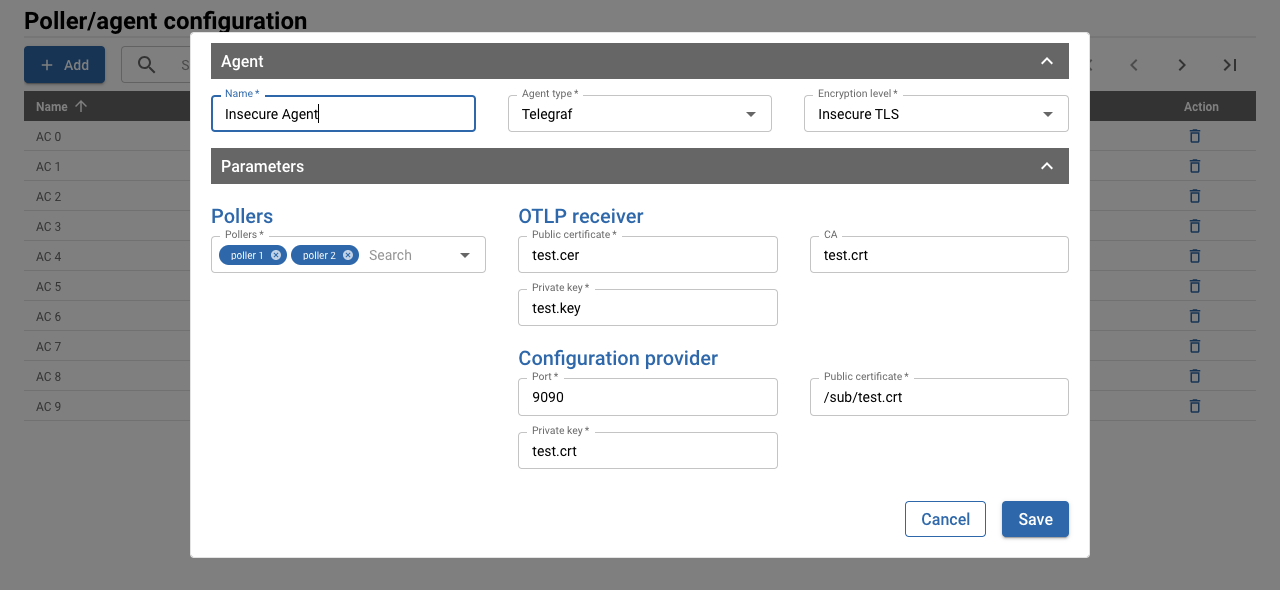 Poller/agent configuration
Add
S
Name
Action
AC 0
AC 1
AC 2
AC 3
AC 4
AC 5
AC 6
AC 7
AC 8
AC 9
Agent
Name *
Insecure Agent
Agent type *
Telegraf
Encryption level *
Insecure TLS
Parameters
Pollers
Pollers *
poller 1
poller 2
Search
OTLP receiver
Public certificate *
test.cer
CA
test.crt
Private key *
test.key
Configuration provider
Port *
9090
Public certificate *
/sub/test.crt
Private key *
test.crt
Cancel
Save